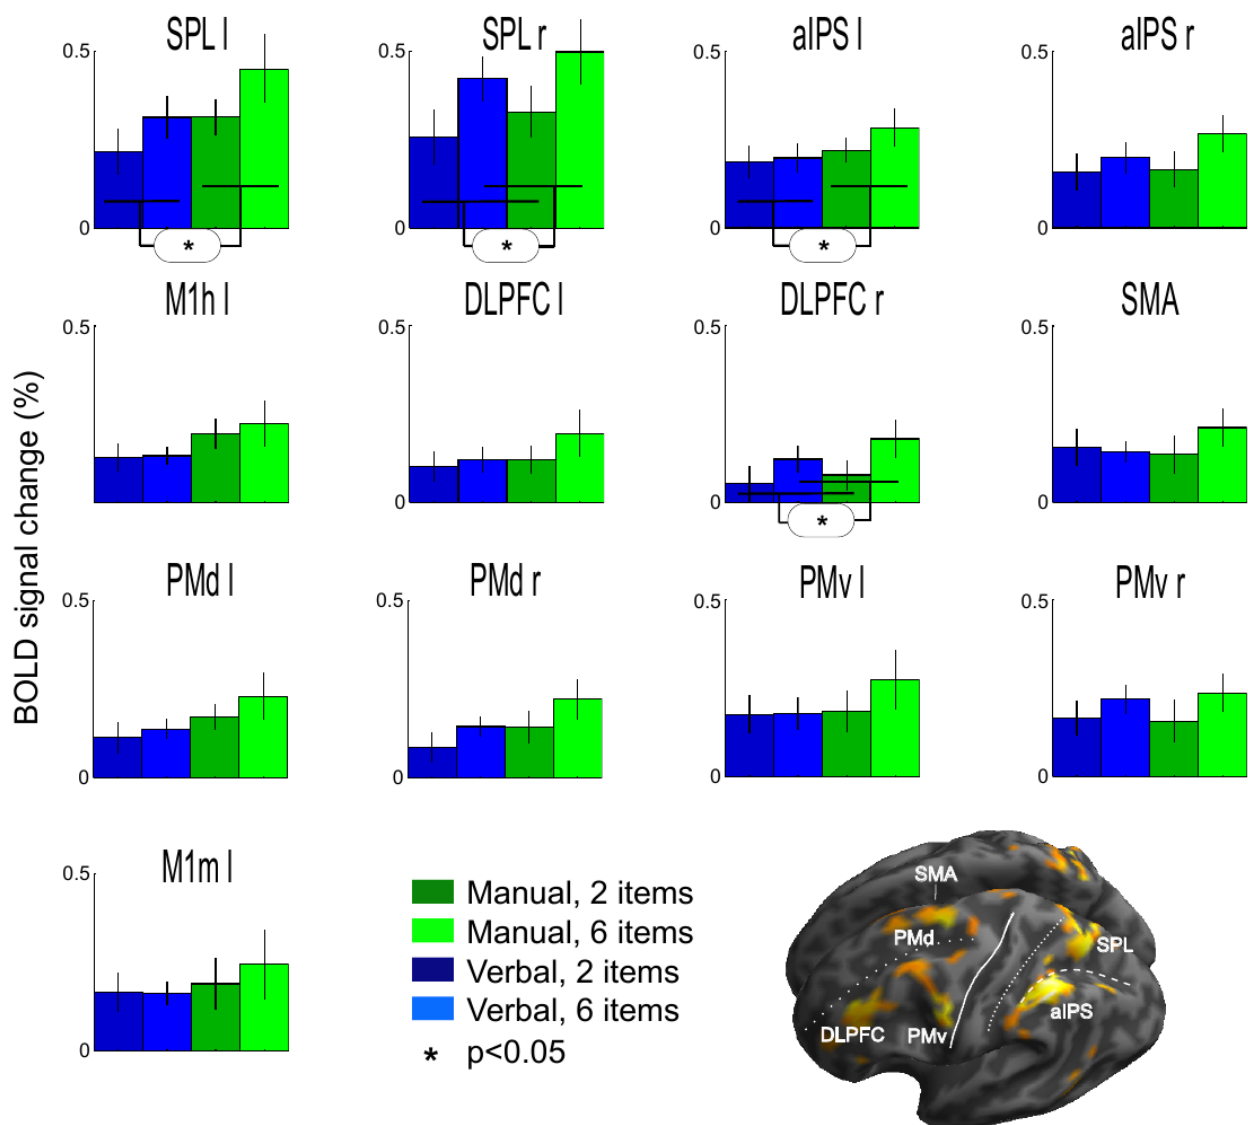 SPL l
SPL r
aIPS l
aIPS r
0.5
0
*
0.5
0
*
0.5
0
*
0.5
0
M1h l
DLPFC l
DLPFC r
SMA
0.5
0
0.5
0
0.5
0
*
0.5
0
BOLD signal change (%)
PMd l
PMd r
PMv l
PMv r
0.5
0
0.5
0
0.5
0
0.5
0
M1m l
0.5
0
Manual, 2 items
Manual, 6 items
Verbal, 2 items
Verbal, 6 items
* p<0.05
SMA
PMd
SPL
aIPS
DLPFC
PMv